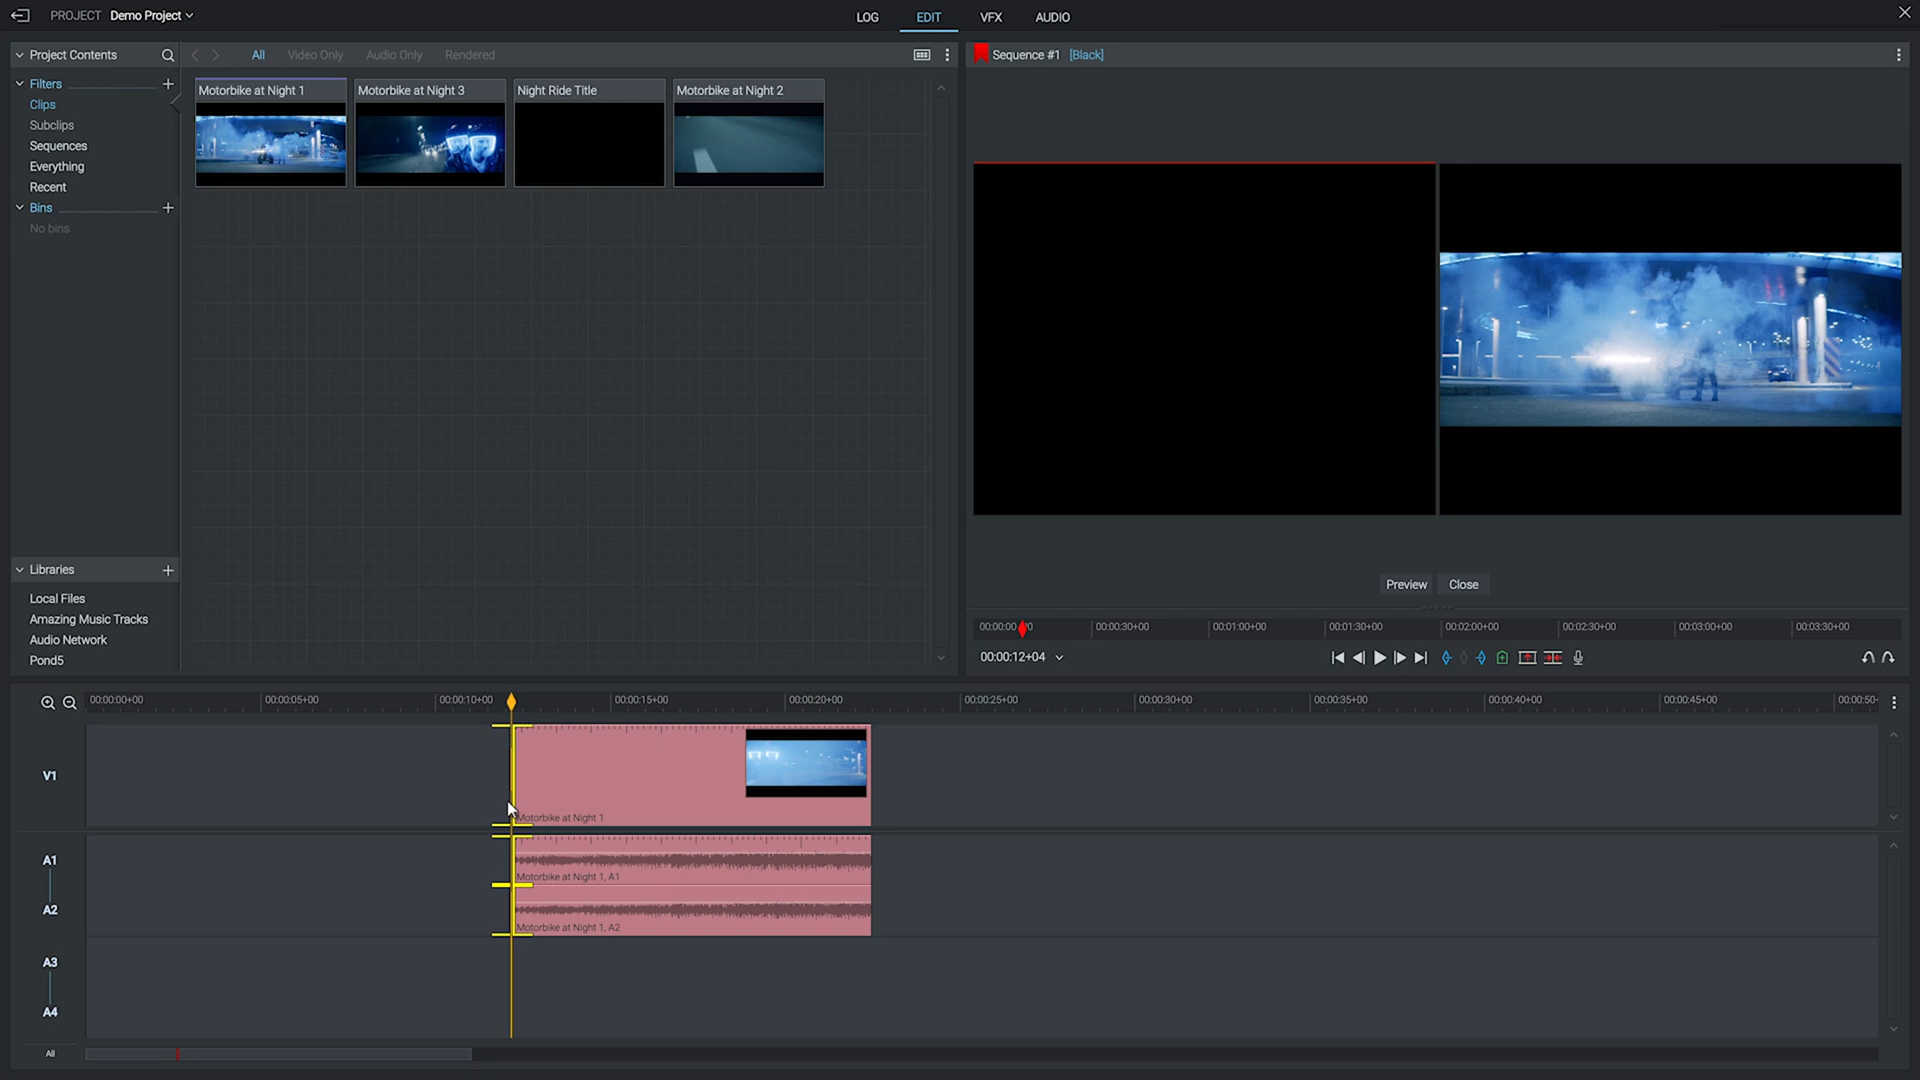 PROJECT Demo Project
LOG EDIT VFX AUDIO
Project Contents
All Video Only Audio Only Rendered
Sequence #1 [Black]
Filters
Clips
Subclips
Sequences
Everything
Recent
Bins
No bins
Motorbike at Night 1
Motorbike at Night 3
Night Ride Title
Motorbike at Night 2
Libraries
Local Files
Amazing Music Tracks
Audio Network
Pond5
Preview Close
00:00:00 00:00:30+00 00:01:00+00 00:01:30+00 00:02:00+00 00:02:30+00 00:03:00+00 00:03:30+00
00:00:12+04
00:00:00+00 00:00:05+00 00:00:10+00 00:00:15+00 00:00:20+00 00:00:25+00 00:00:30+00 00:00:35+00 00:00:40+00 00:00:45+00 00:00:50
V1
Motorbike at Night 1
A1
Motorbike at Night 1, A1
A2
Motorbike at Night 1, A2
A3
A4
All